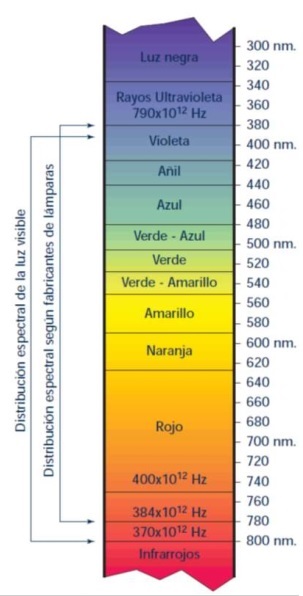 Luz negra
Rayos Ultravioleta
790x10¹² Hz
Violeta
Añil
Azul
Verde - Azul
Verde
Verde - Amarillo
Amarillo
Naranja
Rojo
400x10¹² Hz
384x10¹² Hz
370x10¹² Hz
Infrarrojos
300 nm.
320
340
360
380
400 nm.
420
440
460
480
500 nm.
520
540
560
580
600 nm.
620
640
660
680
700 nm.
720
740
760
780
800 nm.
Distribución espectral de la luz visible
Distribución espectral según fabricantes de lámparas